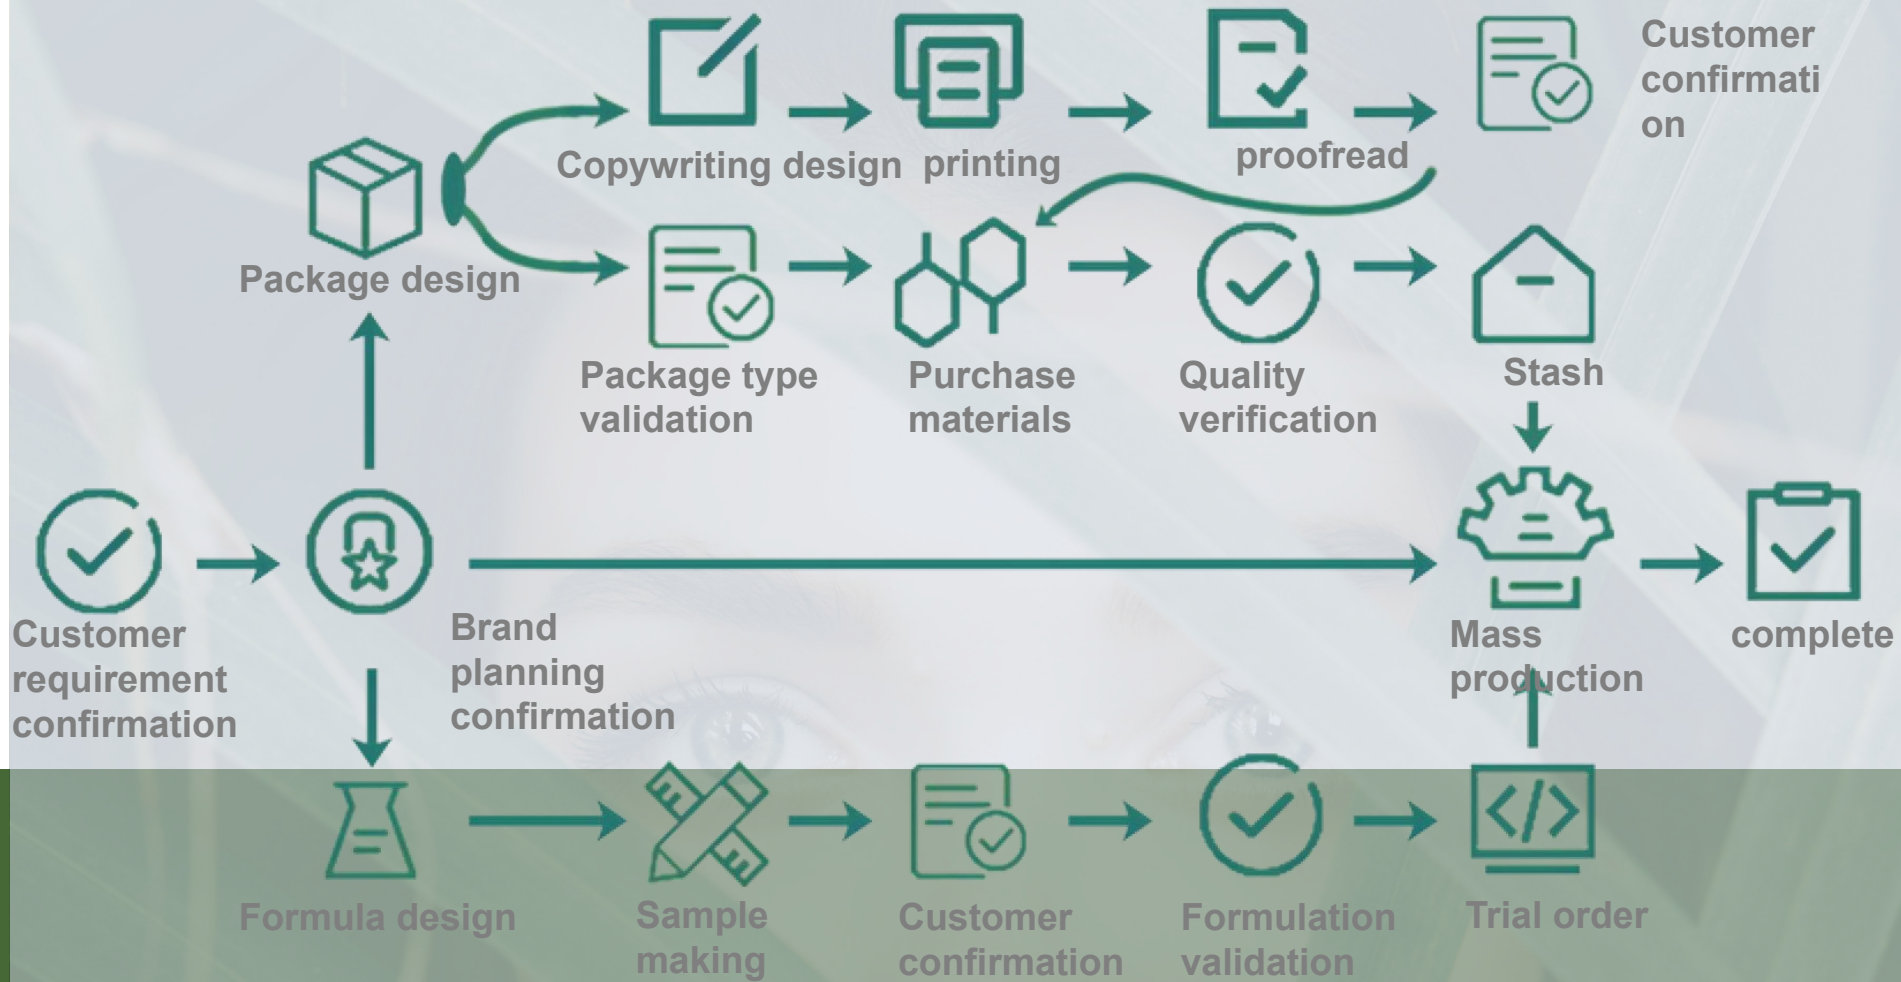 Customer
confirmati
on
Copywriting design
printing
proofread
Package design
Package type
validation
Purchase
materials
Quality
verification
Stash
Customer
requirement
confirmation
Brand
planning
confirmation
Mass
production
complete
Formula design
Sample
making
Customer
confirmation
Formulation
validation
Trial order